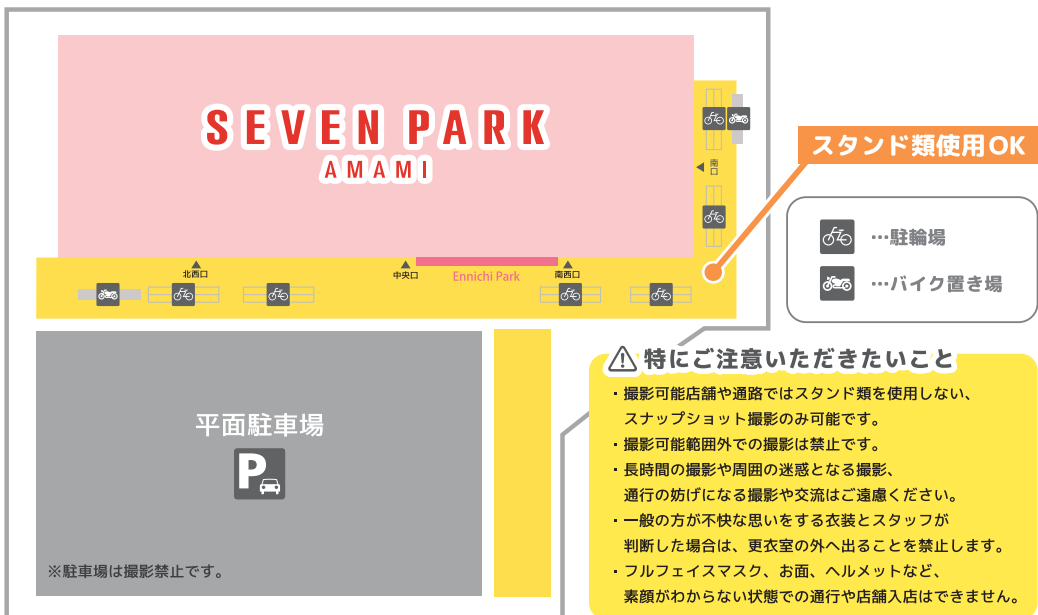 SEVEN PARK
AMAMI
南口
スタンド類使用OK
…駐輪場
…バイク置き場
北西口
中央口
Ennichi Park
南西口
平面駐車場
P
※駐車場は撮影禁止です。
特にご注意いただきたいこと
・撮影可能店舗や通路ではスタンド類を使用しない、
スナップショット撮影のみ可能です。
・撮影可能範囲外での撮影は禁止です。
・長時間の撮影や周囲の迷惑となる撮影、
通行の妨げになる撮影や交流はご遠慮ください。
・一般の方が不快な思いをする衣装とスタッフが
判断した場合は、更衣室の外へ出ることを禁止します。
・フルフェイスマスク、お面、ヘルメットなど、
素顔がわからない状態での通行や店舗入店はできません。